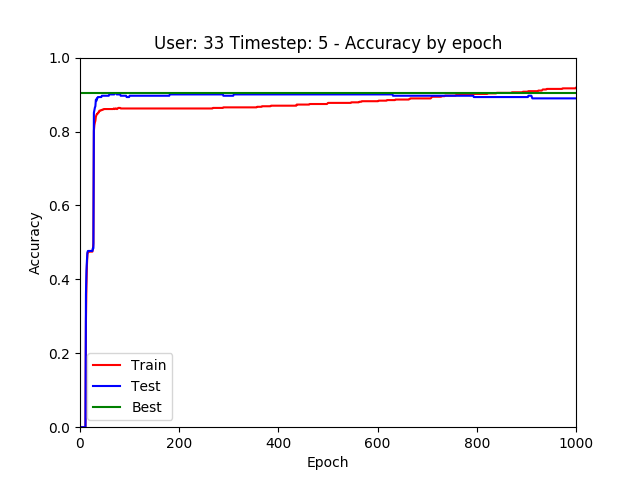 User: 33 Timestep: 5 - Accuracy by epoch
1.0
0.8
0.6
0.4
0.2
0.0
Accuracy
Train
Test
Best
0 200 400 600 800 1000
Epoch